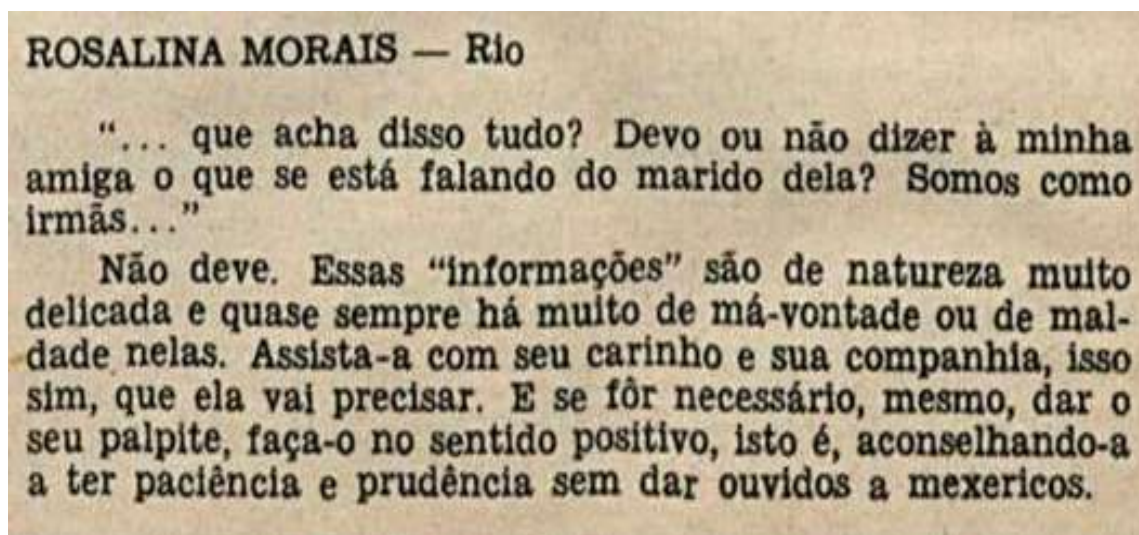 ROSALINA MORAIS — Rio
"... que acha disso tudo? Devo ou não dizer à minha
amiga o que se está falando do marido dela? Somos como
irmãs..."
Não deve. Essas "informações" são de natureza muito
delicada e quase sempre há muito de má-vontade ou de mal-
dade nelas. Assista-a com seu carinho e sua companhia, isso
sim, que ela vai precisar. E se fôr necessário, mesmo, dar o
seu palpite, faça-o no sentido positivo, isto é, aconselhando-a
a ter paciência e prudência sem dar ouvidos a mexericos.